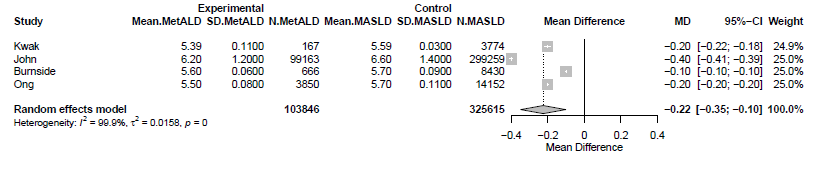 Experimental Control
Study Mean.MetALD SD.MetALD N.MetALD Mean.MASLD SD.MASLD N.MASLD Mean Difference MD 95%−CI Weight
Kwak 5.39 0.1100 167 5.59 0.0300 3774 −0.20 [−0.22; −0.18] 24.9%
John 6.20 1.2000 99163 6.60 1.4000 299259 −0.40 [−0.41; −0.39] 25.0%
Burnside 5.60 0.0600 666 5.70 0.0900 8430 −0.10 [−0.10; −0.10] 25.0%
Ong 5.50 0.0800 3850 5.70 0.1100 14152 −0.20 [−0.20; −0.20] 25.0%
Random effects model 103846 325615 −0.22 [−0.35; −0.10] 100.0%
Heterogeneity: I² = 99.9%, τ² = 0.0158, p = 0
−0.4 −0.2 0 0.2 0.4
Mean Difference